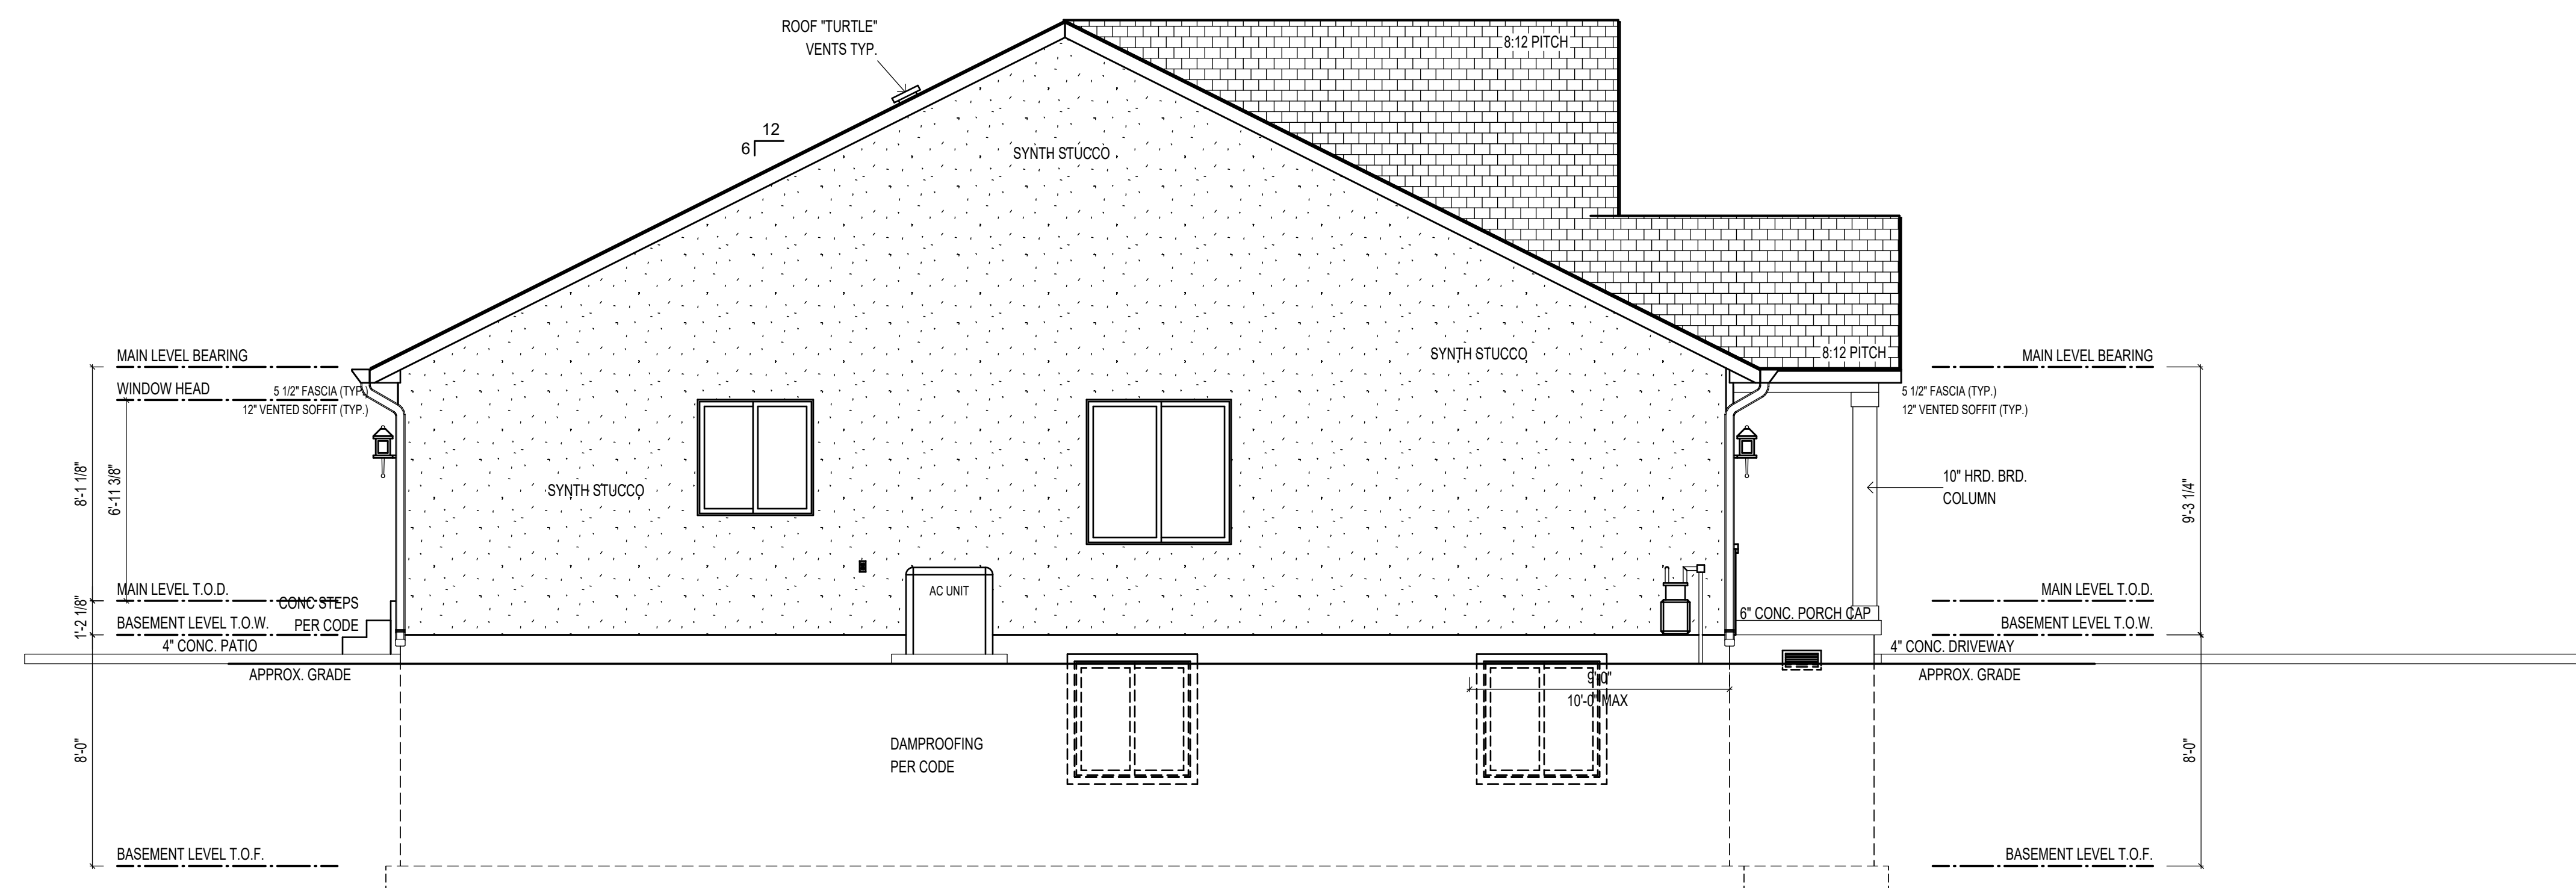 ROOF "TURTLE"
VENTS TYP.
8:12 PITCH
12
6
SYNTH STUCCO
MAIN LEVEL BEARING
WINDOW HEAD
5 1/2" FASCIA (TYP.)
12" VENTED SOFFIT (TYP.)
SYNTH STUCCO
8:12 PITCH
MAIN LEVEL BEARING
5 1/2" FASCIA (TYP.)
12" VENTED SOFFIT (TYP.)
8'-1 1/8"
6'-11 3/8"
SYNTH STUCCO
10" HRD. BRD.
COLUMN
9'-3 1/4"
MAIN LEVEL T.O.D.
CONC STEPS
PER CODE
1'-2 1/8"
BASEMENT LEVEL T.O.W.
4" CONC. PATIO
APPROX. GRADE
AC UNIT
6" CONC. PORCH CAP
MAIN LEVEL T.O.D.
BASEMENT LEVEL T.O.W.
4" CONC. DRIVEWAY
APPROX. GRADE
9'-0"
10'-0" MAX
8'-0"
DAMPROOFING
PER CODE
8'-0"
BASEMENT LEVEL T.O.F.
BASEMENT LEVEL T.O.F.